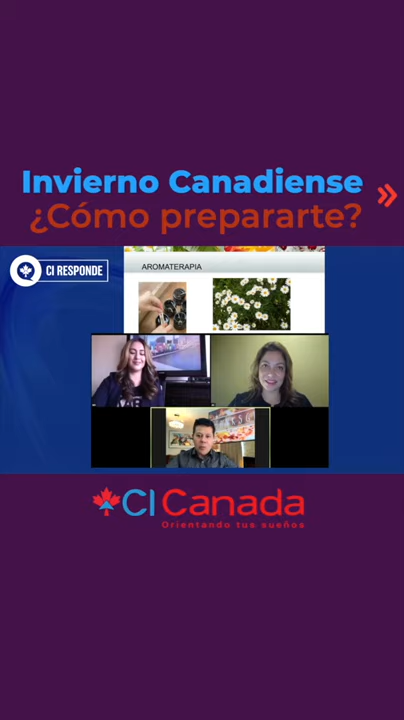 Invierno Canadiense
¿Cómo prepararte?
CI RESPONDE
AROMATERAPIA
CI Canada
Orientando tus sueños